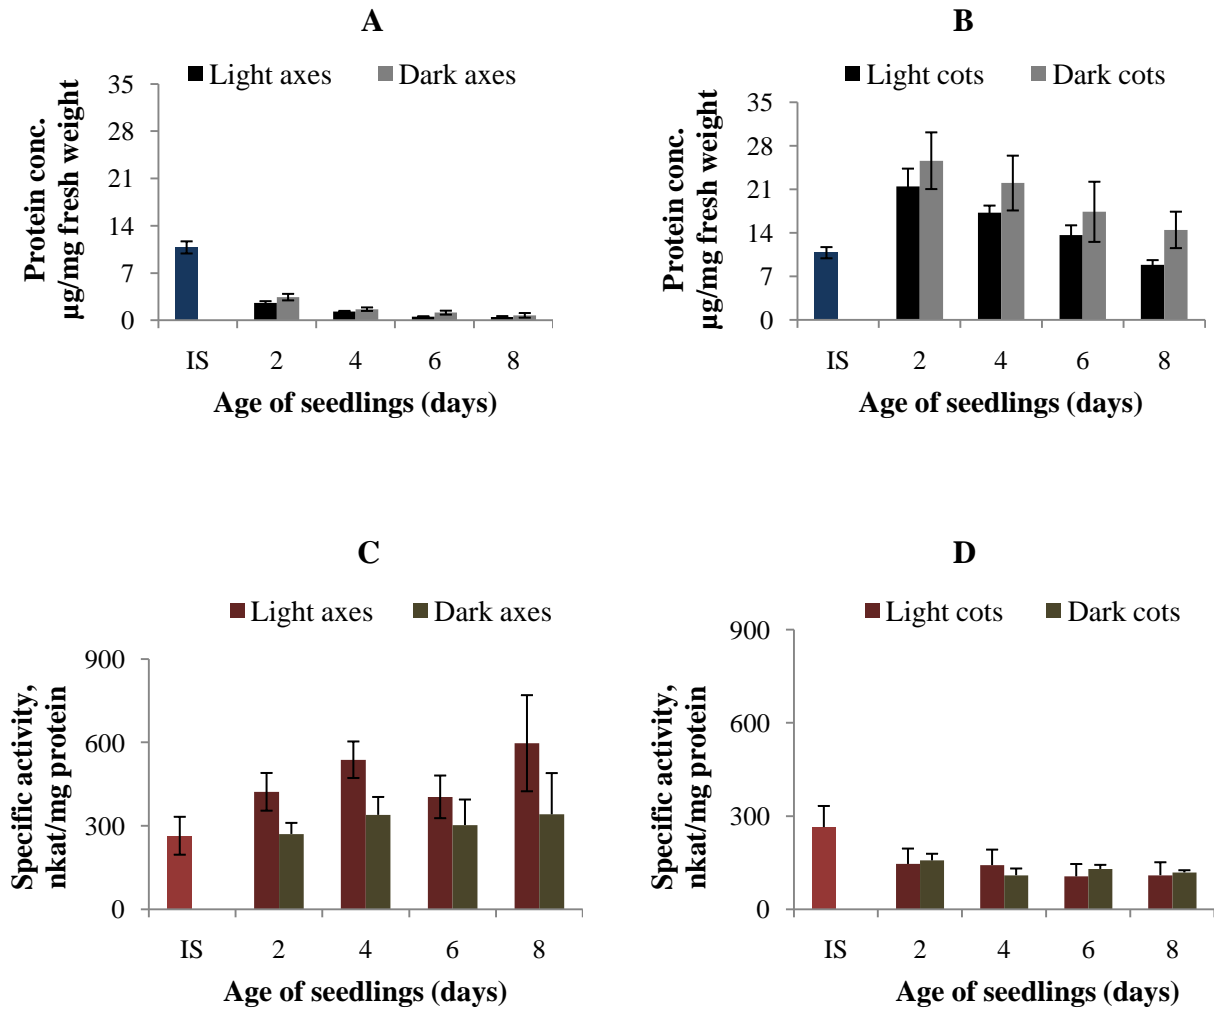 A
Light axes Dark axes
Protein conc.
µg/mg fresh weight
35
28
21
14
7
0
IS 2 4 6 8
Age of seedlings (days)
B
Light cots Dark cots
Protein conc.
µg/mg fresh weight
35
28
21
14
7
0
IS 2 4 6 8
Age of seedlings (days)
C
Light axes Dark axes
Specific activity,
nkat/mg protein
900
600
300
0
IS 2 4 6 8
Age of seedlings (days)
D
Light cots Dark cots
Specific activity,
nkat/mg protein
900
600
300
0
IS 2 4 6 8
Age of seedlings (days)